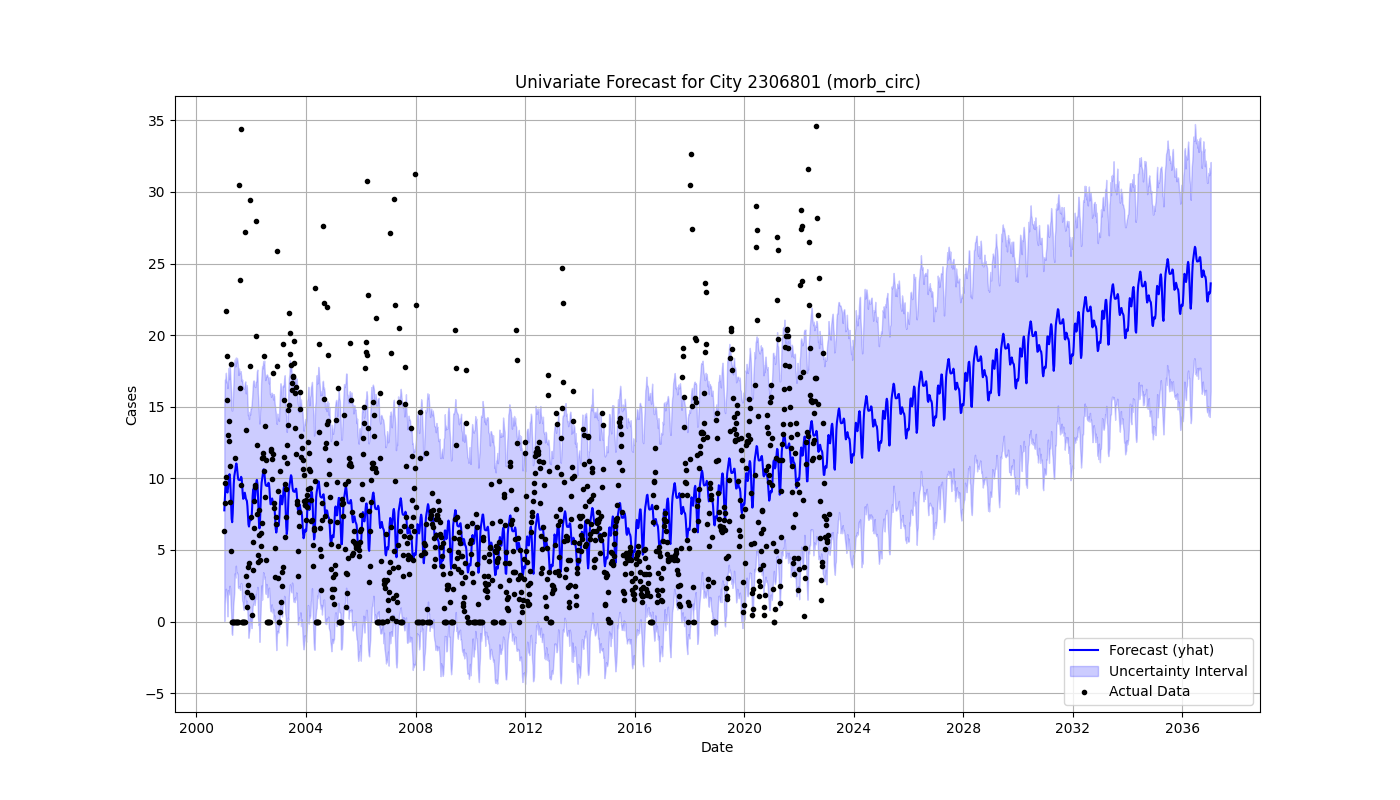 Univariate Forecast for City 2306801 (morb_circ)
35
30
25
20
15
10
5
0
−5
Cases
2000 2004 2008 2012 2016 2020 2024 2028 2032 2036
Date
Forecast (yhat)
Uncertainty Interval
Actual Data